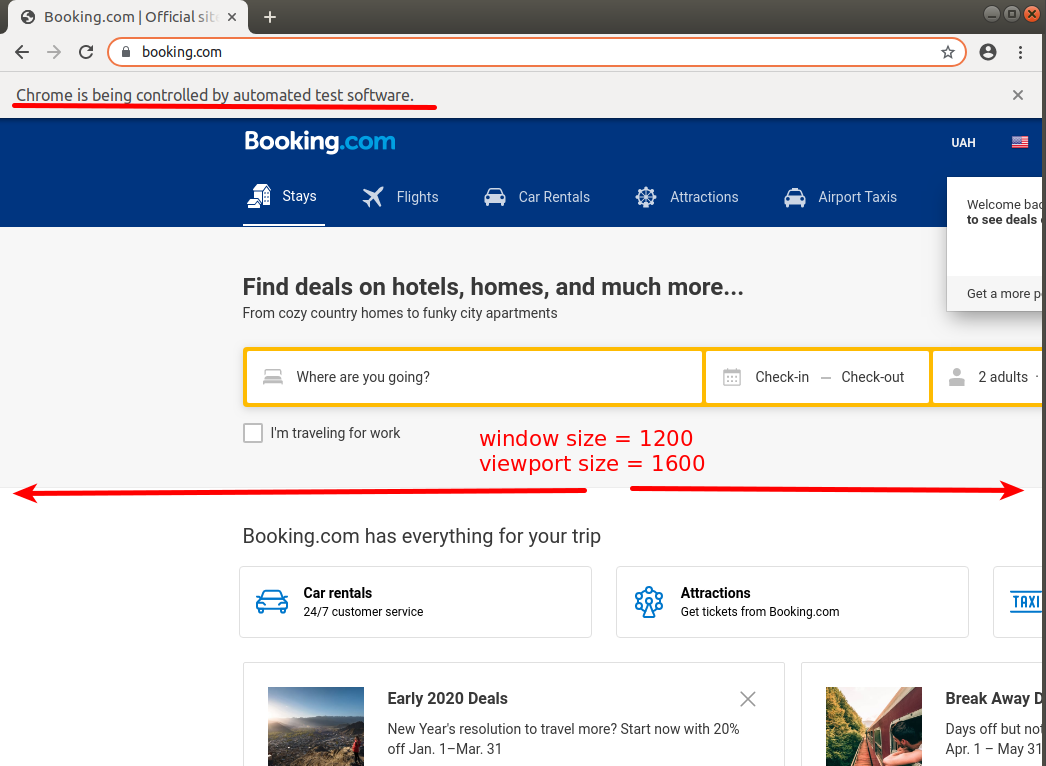 Booking.com | Official sit
booking.com
Chrome is being controlled by automated test software.
Booking.com
UAH
Stays
Flights
Car Rentals
Attractions
Airport Taxis
Welcome bac
to see deals
Get a more p
Find deals on hotels, homes, and much more...
From cozy country homes to funky city apartments
Where are you going?
Check-in — Check-out
2 adults ·
I'm traveling for work
window size = 1200
viewport size = 1600
Booking.com has everything for your trip
Car rentals
24/7 customer service
Attractions
Get tickets from Booking.com
TAXI
Early 2020 Deals
New Year's resolution to travel more? Start now with 20%
off Jan. 1–Mar. 31
Break Away D
Days off but not
Apr. 1 – May 31